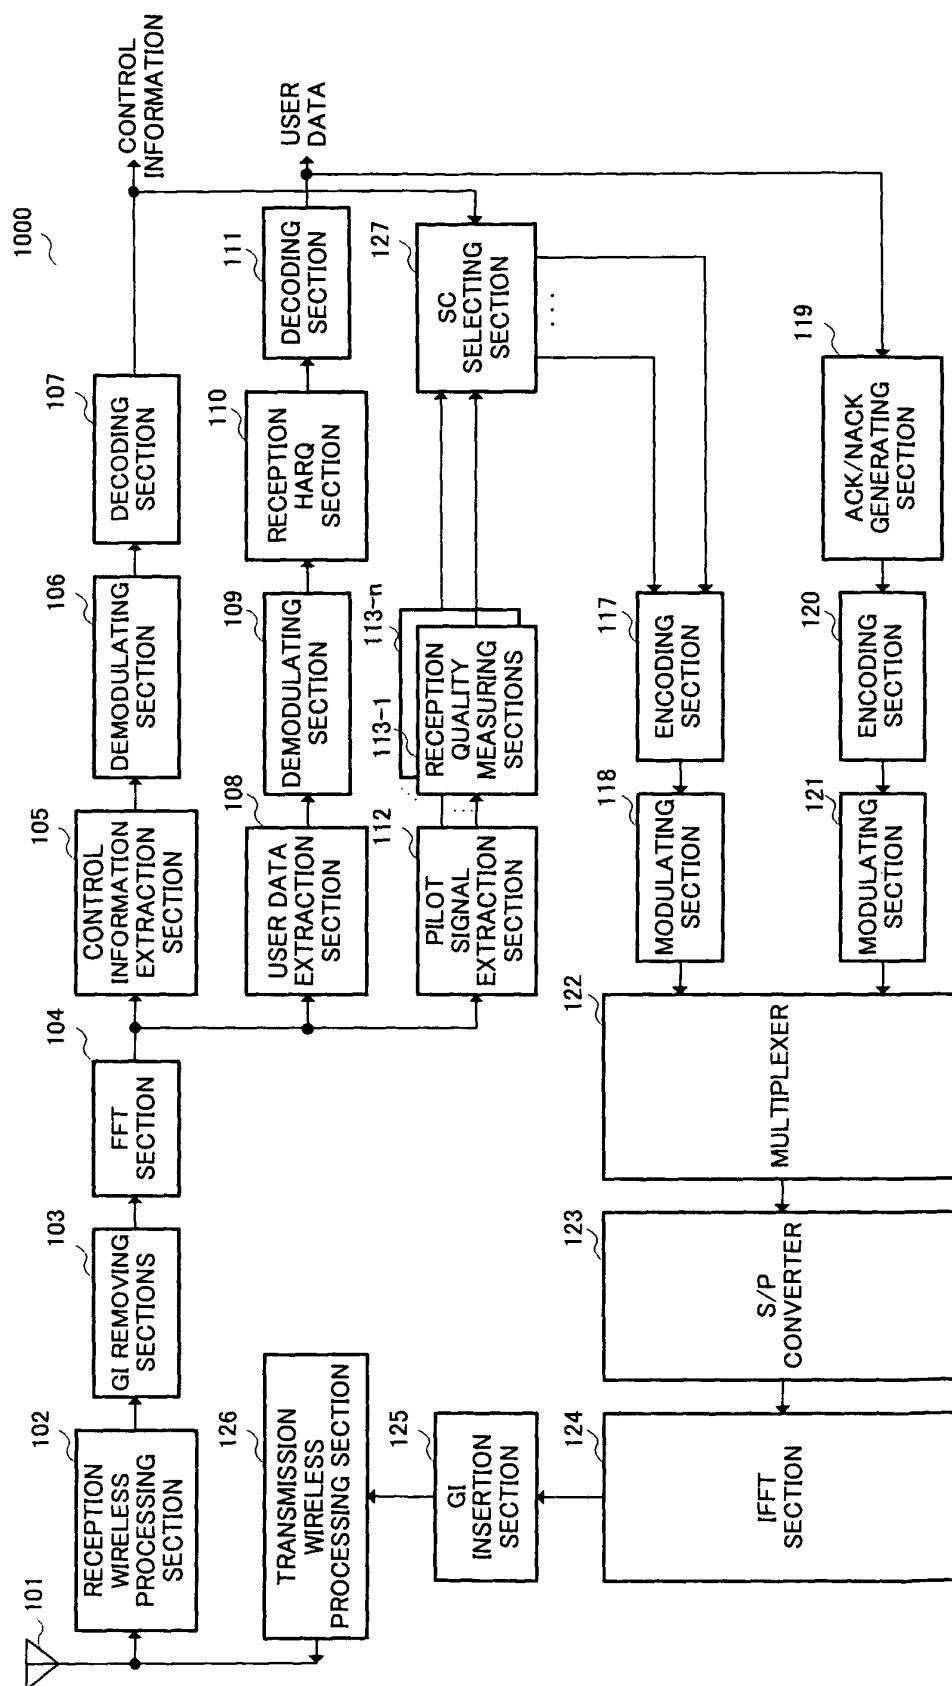 1000
101
102
RECEPTION
WIRELESS
PROCESSING
SECTION
103
GI REMOVING
SECTIONS
104
FFT
SECTION
105
CONTROL
INFORMATION
EXTRACTION
SECTION
106
DEMODULATING
SECTION
107
DECODING
SECTION
CONTROL
INFORMATION
108
USER DATA
EXTRACTION
SECTION
109
DEMODULATING
SECTION
110
RECEPTION
HARQ
SECTION
111
DECODING
SECTION
USER
DATA
112
PILOT
SIGNAL
EXTRACTION
SECTION
113-1
113-n
RECEPTION
QUALITY
MEASURING
SECTIONS
127
SC
SELECTING
SECTION
126
TRANSMISSION
WIRELESS
PROCESSING SECTION
125
GI
INSERTION
SECTION
124
IFFT
SECTION
123
S/P
CONVERTER
122
MULTIPLEXER
118
MODULATING
SECTION
117
ENCODING
SECTION
121
MODULATING
SECTION
120
ENCODING
SECTION
119
ACK/NACK
GENERATING
SECTION